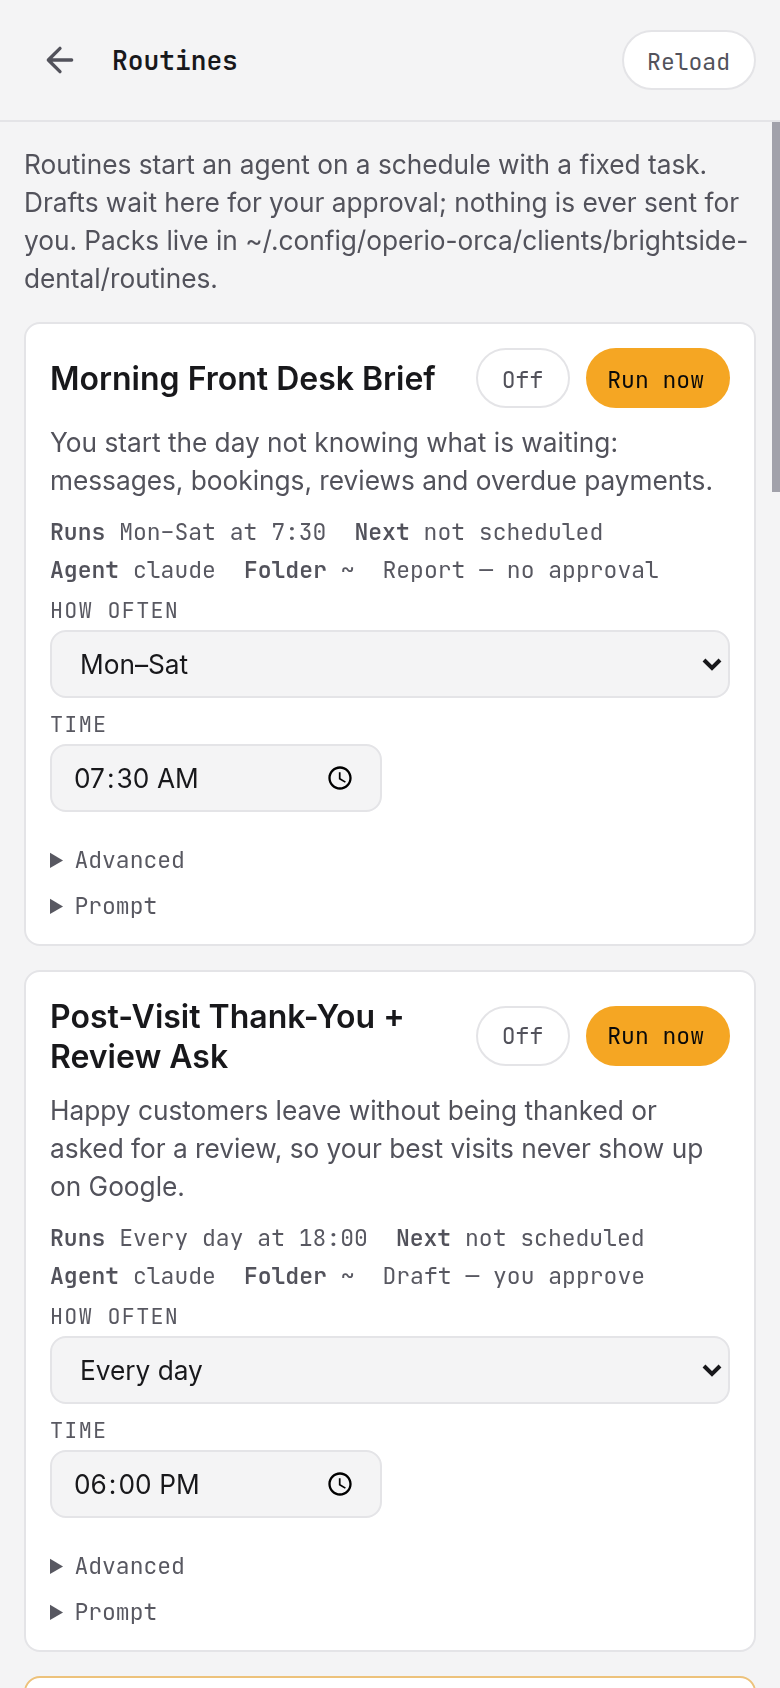 Routines
Reload
Routines start an agent on a schedule with a fixed task.
Drafts wait here for your approval; nothing is ever sent for
you. Packs live in ~/.config/operio-orca/clients/brightside-
dental/routines.
Morning Front Desk Brief
Off
Run now
You start the day not knowing what is waiting:
messages, bookings, reviews and overdue payments.
Runs Mon–Sat at 7:30 Next not scheduled
Agent claude Folder ~ Report — no approval
HOW OFTEN
Mon–Sat
TIME
07:30 AM
Advanced
Prompt
Post-Visit Thank-You +
Review Ask
Off
Run now
Happy customers leave without being thanked or
asked for a review, so your best visits never show up
on Google.
Runs Every day at 18:00 Next not scheduled
Agent claude Folder ~ Draft — you approve
HOW OFTEN
Every day
TIME
06:00 PM
Advanced
Prompt